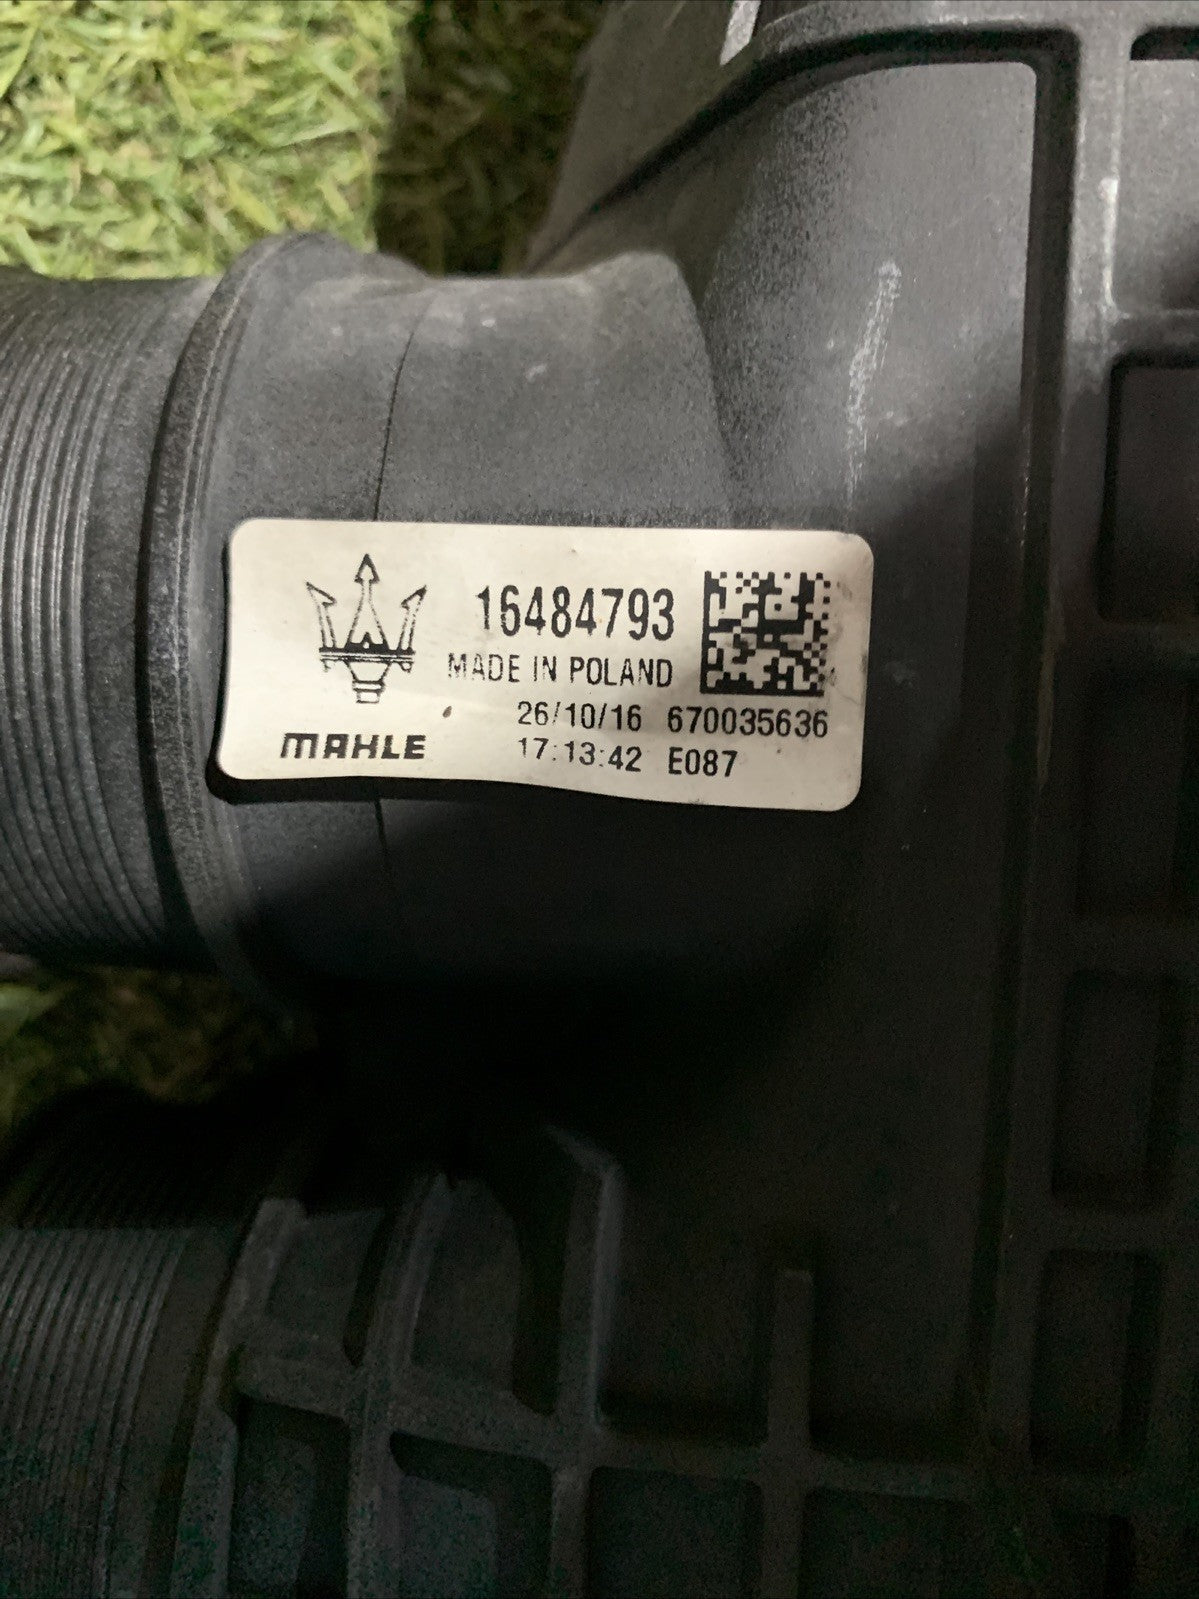 16484793
MADE IN POLAND
26/10/16 670035636
MAHLE 17:13:42 E087